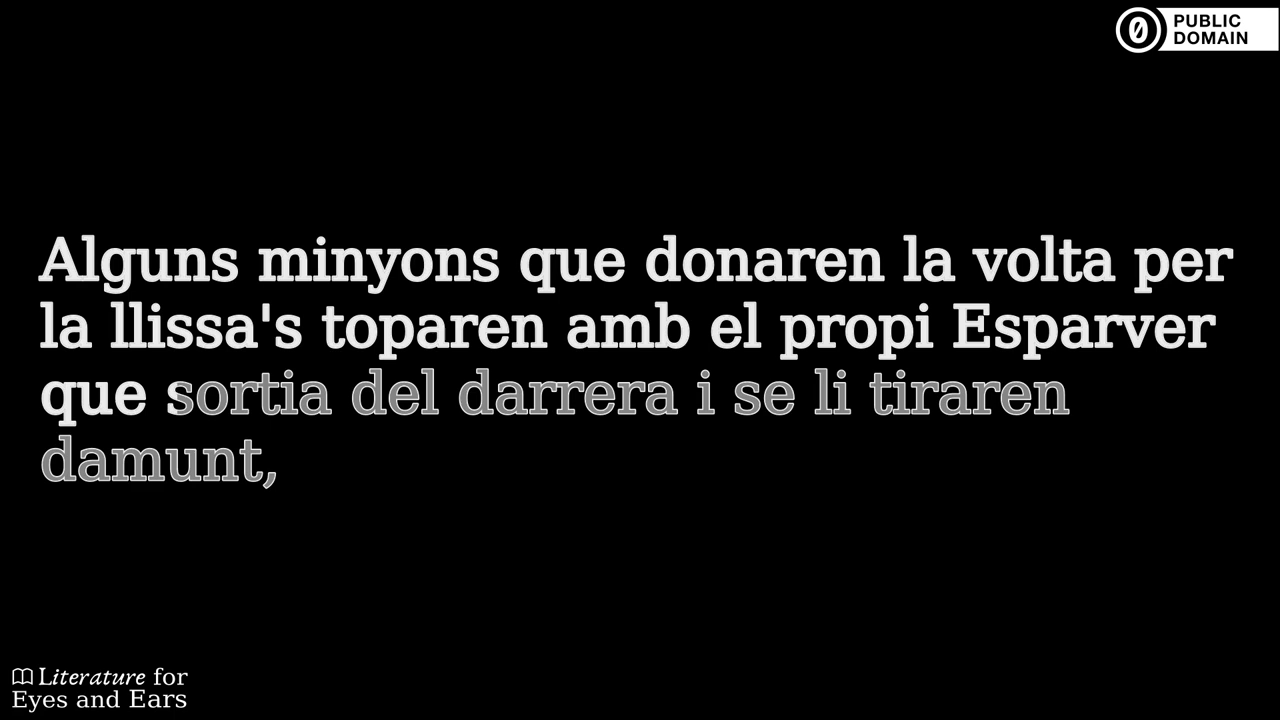 PUBLIC
DOMAIN
Alguns minyons que donaren la volta per
la llissa's toparen amb el propi Esparver
que sortia del darrera i se li tiraren
damunt,
Literature for
Eyes and Ears